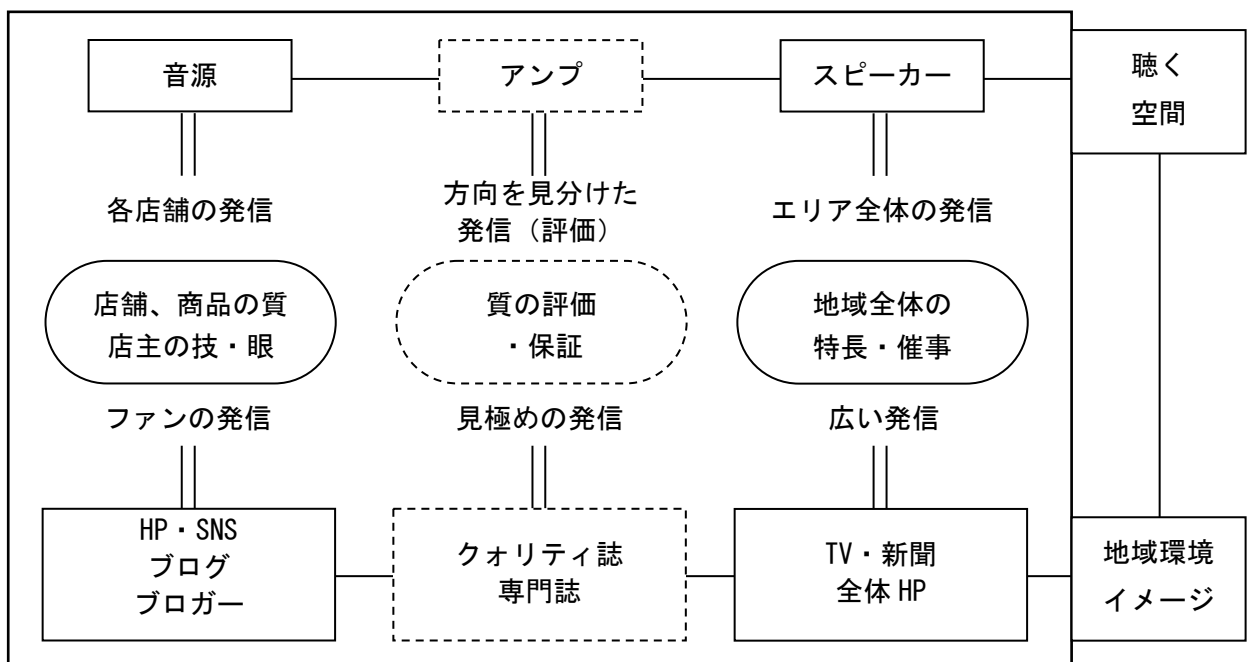 音源
アンプ
スピーカー
聴く
空間
各店舗の発信
方向を見分けた
発信（評価）
エリア全体の発信
店舗、商品の質
店主の技・眼
質の評価
・保証
地域全体の
特長・催事
ファンの発信
見極めの発信
広い発信
HP・SNS
ブログ
ブロガー
クォリティ誌
専門誌
TV・新聞
全体 HP
地域環境
イメージ